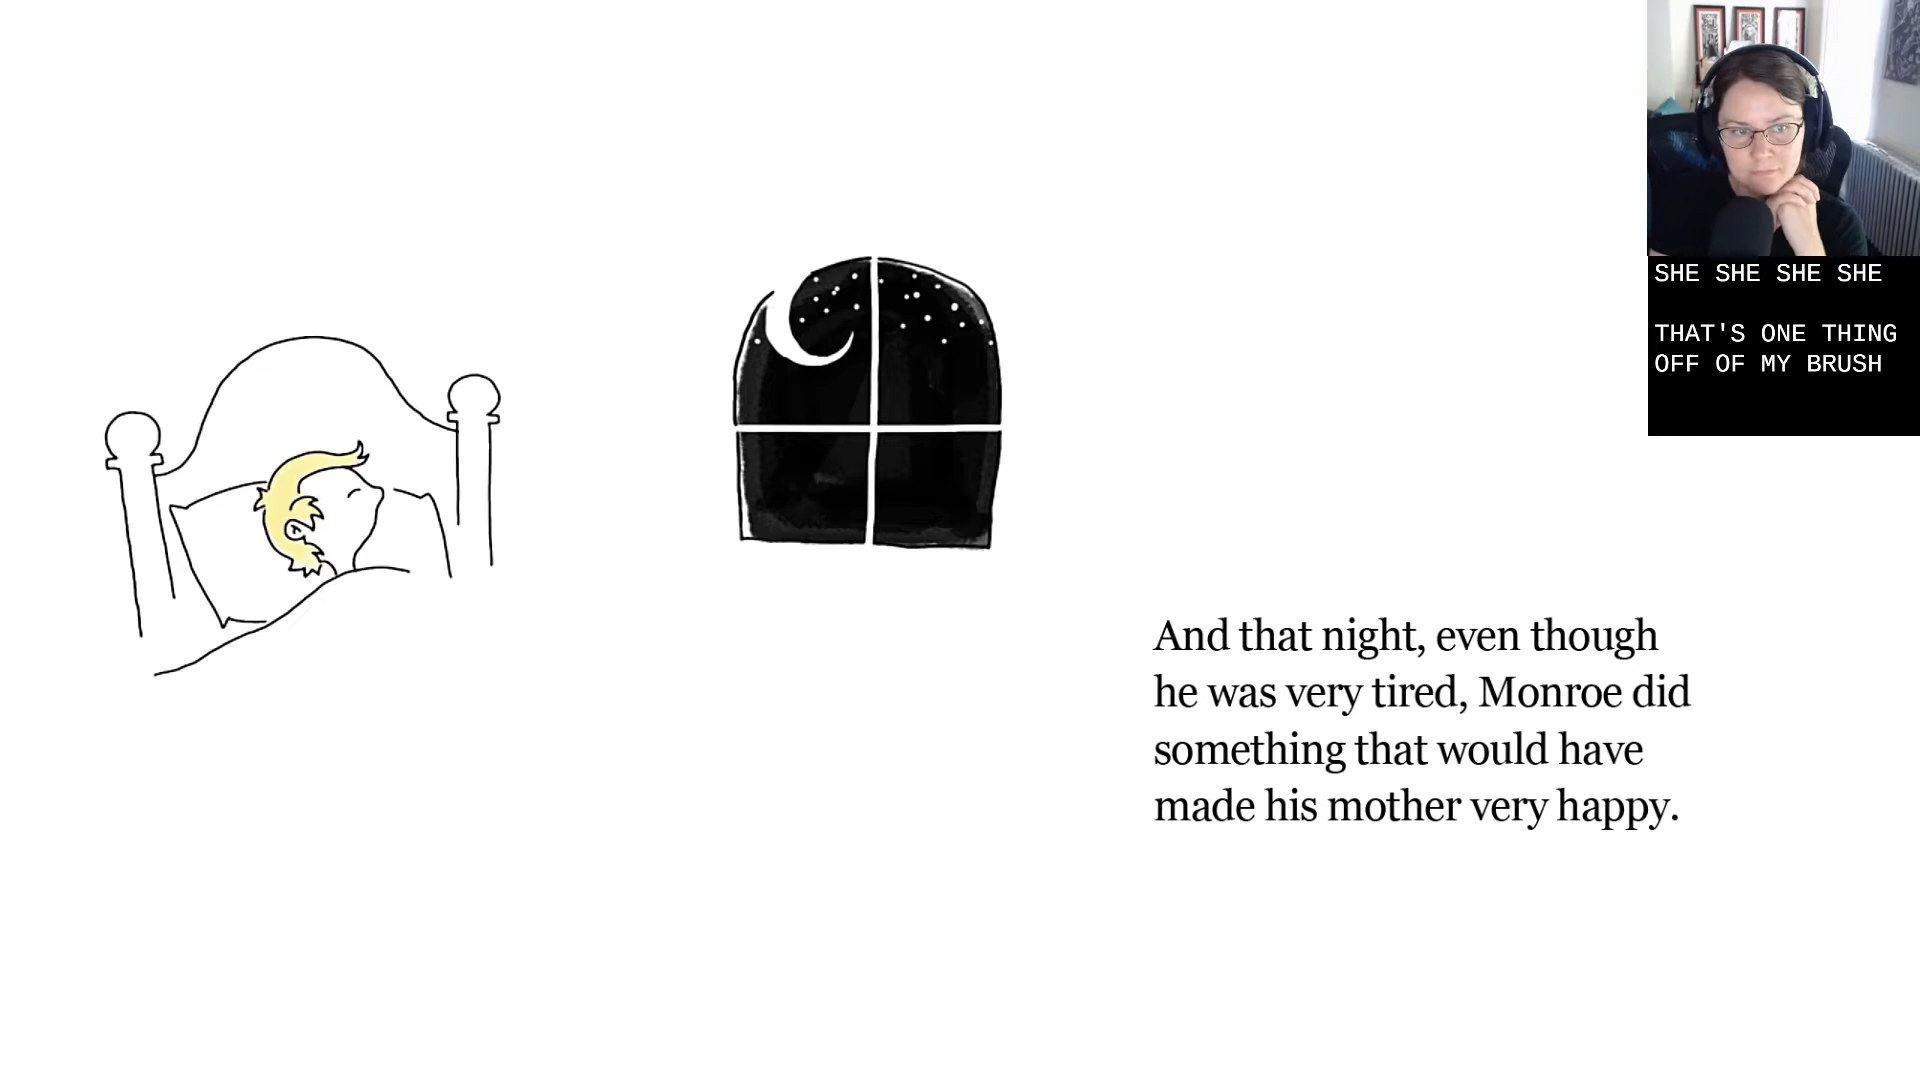 SHE SHE SHE SHE
THAT'S ONE THING
OFF OF MY BRUSH
And that night, even though
he was very tired, Monroe did
something that would have
made his mother very happy.